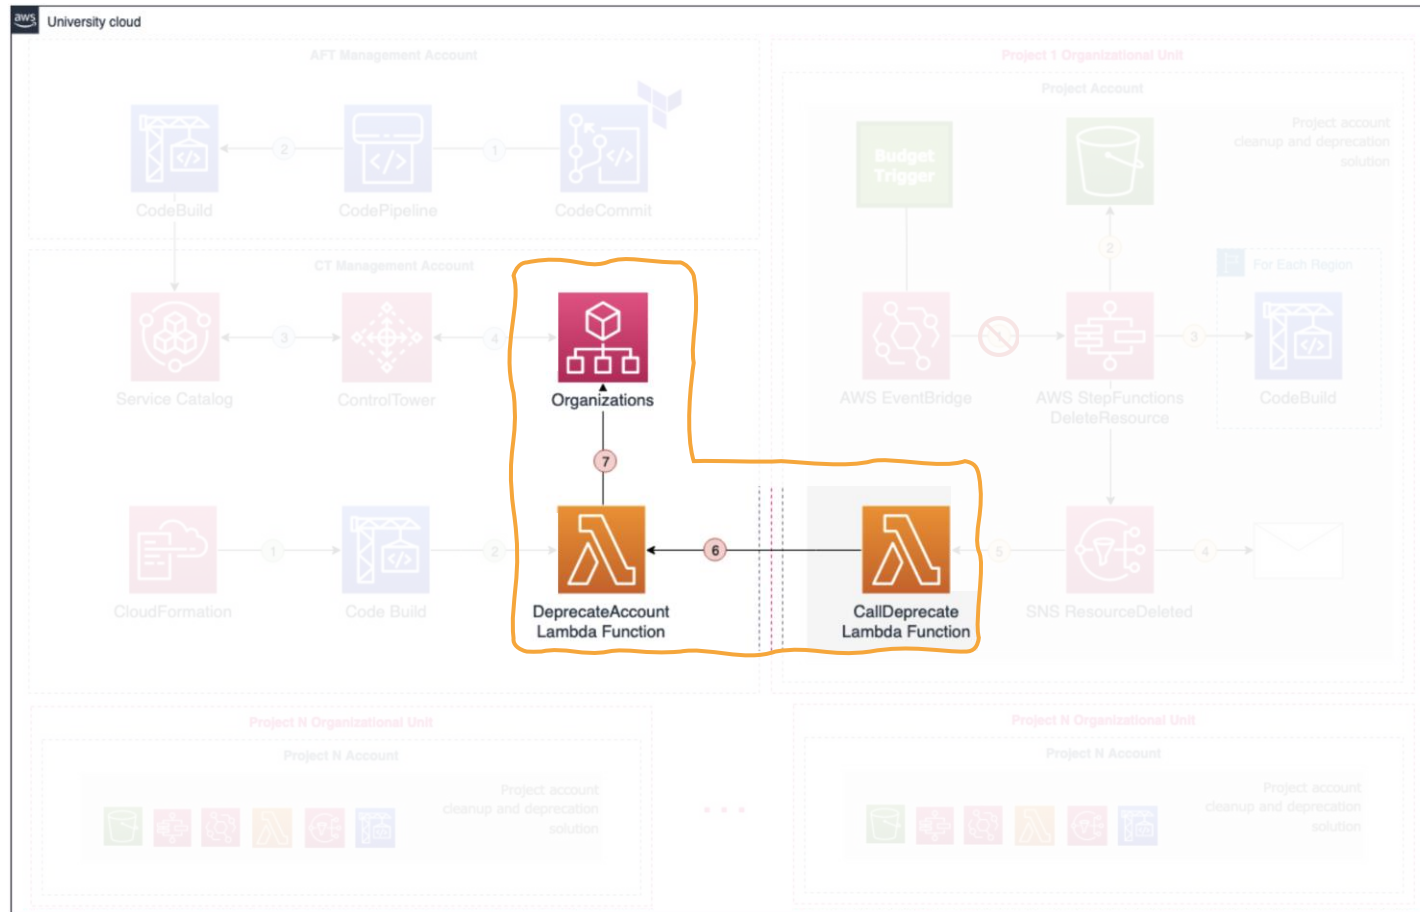 aws
University cloud
AFT Management Account
CodeBuild
2
CodePipeline
1
CodeCommit
CT Management Account
Service Catalog
3
ControlTower
4
Organizations
7
CloudFormation
1
Code Build
2
DeprecateAccount
Lambda Function
6
Project 1 Organizational Unit
Project Account
Project account
cleanup and deprecation
solution
Budget
Trigger
2
For Each Region
AWS EventBridge
AWS StepFunctions
DeleteResource
3
CodeBuild
CallDeprecate
Lambda Function
5
SNS ResourceDeleted
4
Project N Organizational Unit
Project N Account
Project account
cleanup and deprecation
solution
Project N Organizational Unit
Project N Account
Project account
cleanup and deprecation
solution